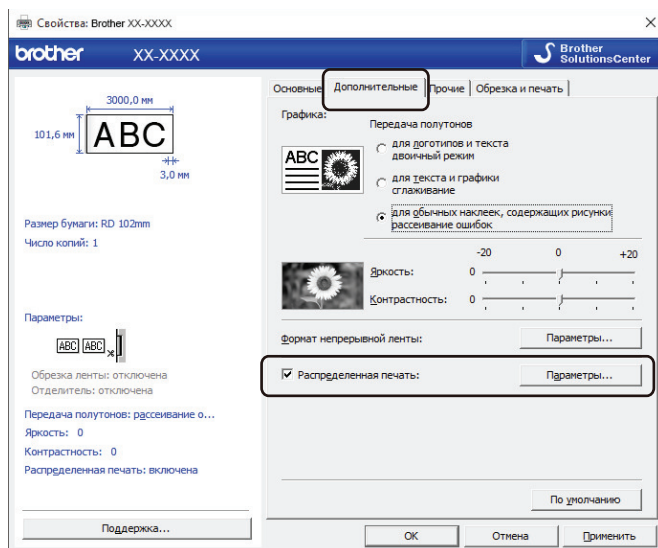 Свойства: Brother XX-XXXX
brother XX-XXXX
Brother
SolutionsCenter
3000,0 мм
101,6 мм
ABC
3,0 мм
Размер бумаги: RD 102mm
Число копий: 1
Параметры:
ABC ABC
Обрезка ленты: отключена
Отделитель: отключена
Передача полутонов: рассеивание о...
Яркость: 0
Контрастность: 0
Распределенная печать: включена
Поддержка...
Основные Дополнительные Прочие Обрезка и печать
Графика:
Передача полутонов
ABC
для логотипов и текста
двоичный режим
для текста и графики
сглаживание
для обычных наклеек, содержащих рисунки
рассеивание ошибок
-20 0 +20
Яркость: 0
Контрастность: 0
Формат непрерывной ленты: Параметры...
Распределенная печать: Параметры...
По умолчанию
OK Отмена Применить